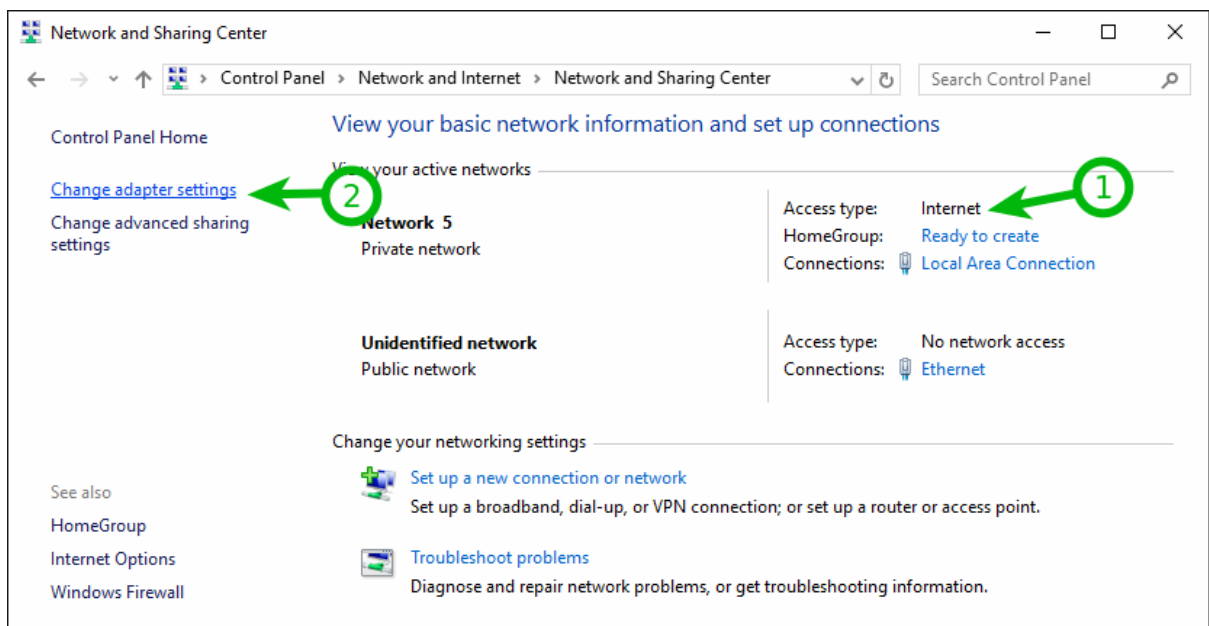 Network and Sharing Center
Control Panel > Network and Internet > Network and Sharing Center
Search Control Panel
Control Panel Home
Change adapter settings
Change advanced sharing
settings
See also
HomeGroup
Internet Options
Windows Firewall
View your basic network information and set up connections
View your active networks
2
Network 5
Private network
1
Access type: Internet
HomeGroup: Ready to create
Connections: Local Area Connection
Unidentified network
Public network
Access type: No network access
Connections: Ethernet
Change your networking settings
Set up a new connection or network
Set up a broadband, dial-up, or VPN connection; or set up a router or access point.
Troubleshoot problems
Diagnose and repair network problems, or get troubleshooting information.